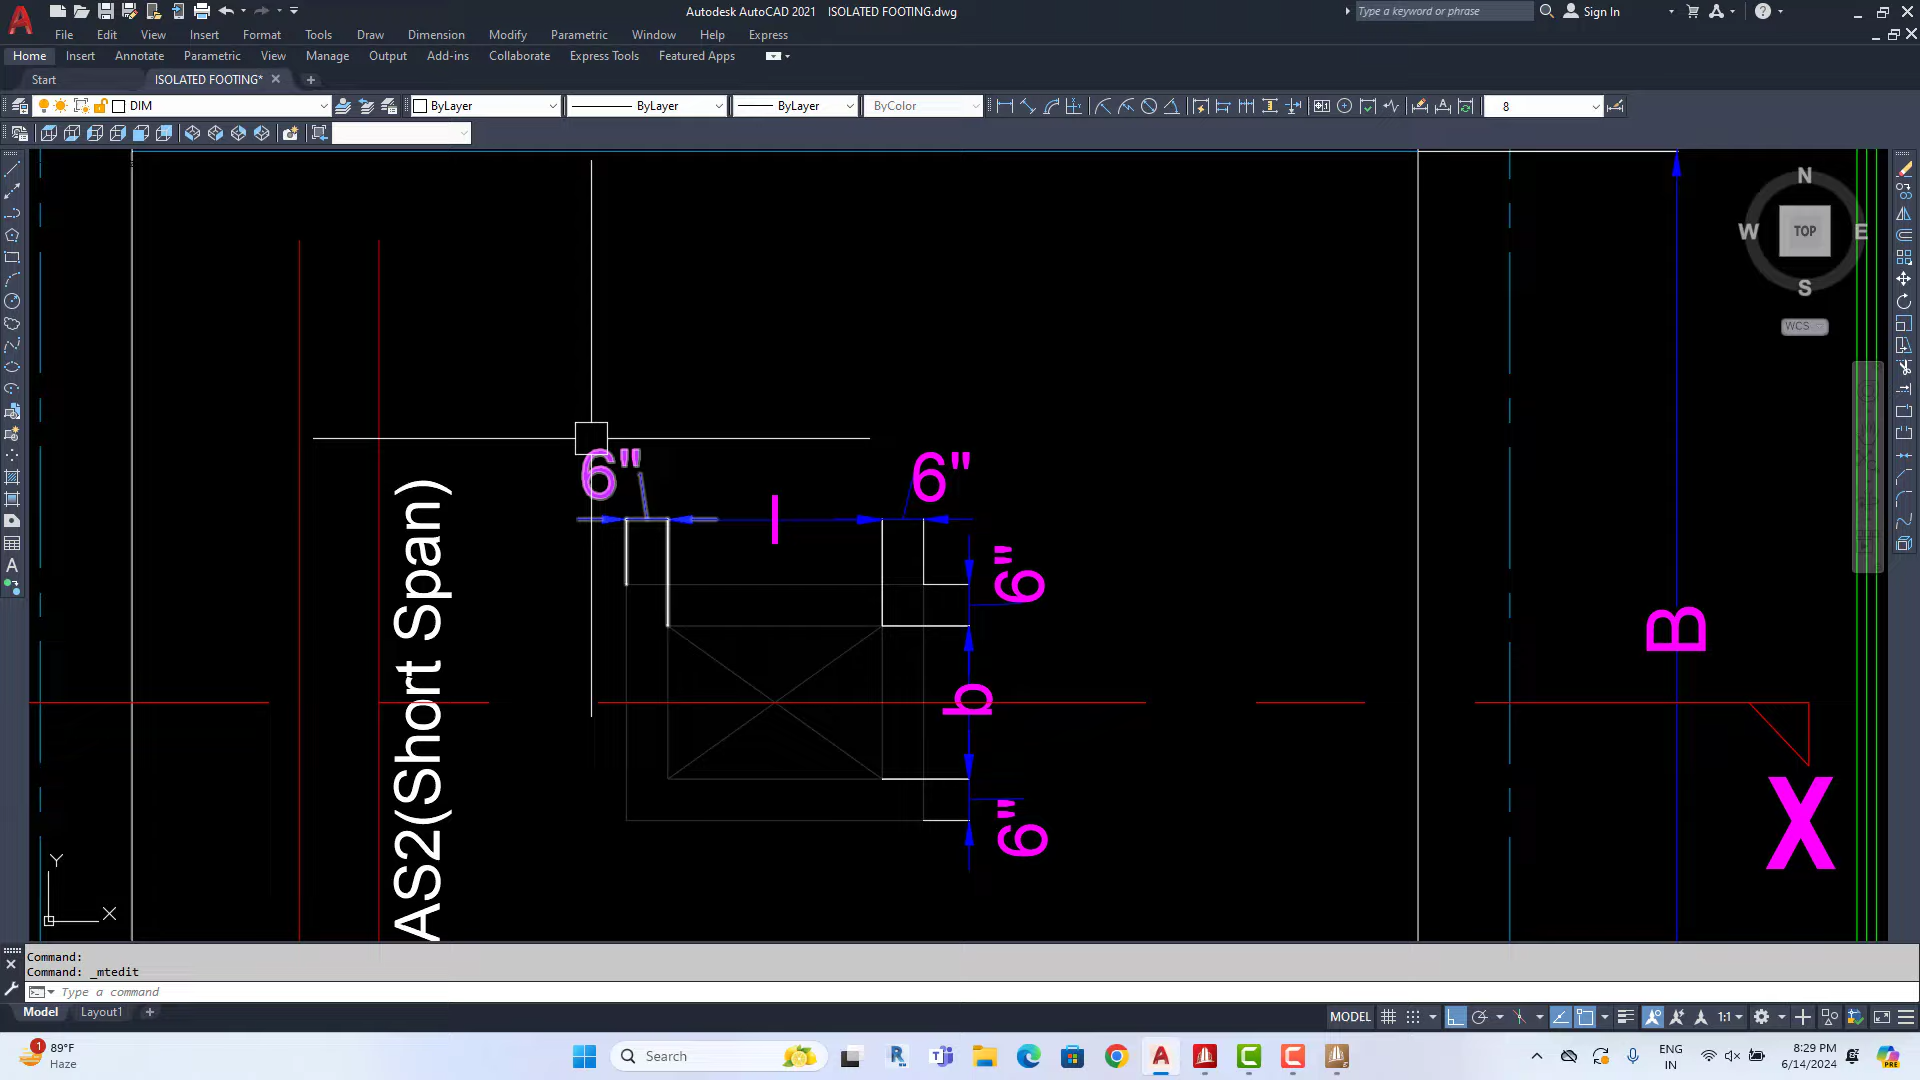 Autodesk AutoCAD 2021 ISOLATED FOOTING.dwg
Type a keyword or phrase
Sign In
File Edit View Insert Format Tools Draw Dimension Modify Parametric Window Help Express
Home Insert Annotate Parametric View Manage Output Add-ins Collaborate Express Tools Featured Apps
Start ISOLATED FOOTING*
DIM
ByLayer ByLayer ByLayer ByColor 8
N
W TOP E
S
WCS
6" 6"
l
6"
AS2(Short Span)
B
b
X
6"
Y
X
Command:
Command: _mtedit
Type a command
Model Layout1
MODEL 1:1
1 89°F
Haze
Search
ENG
IN
8:29 PM
6/14/2024
PRE